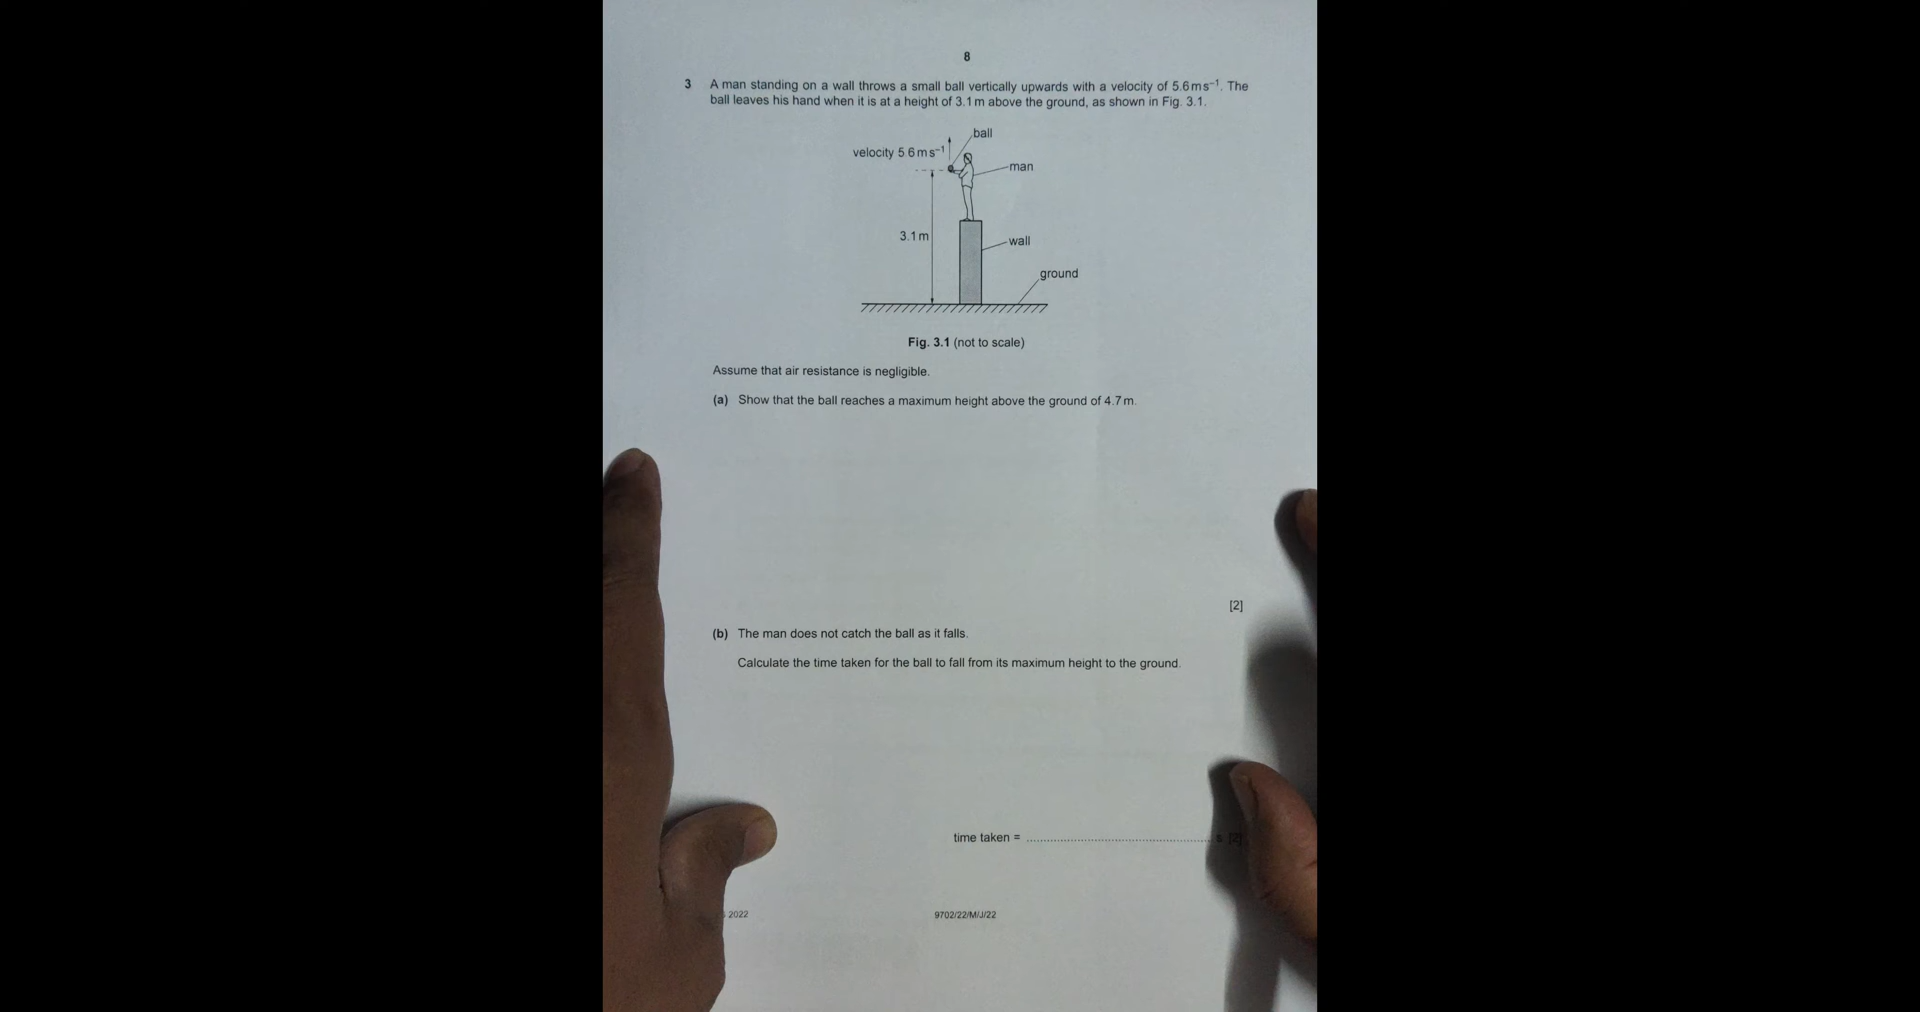 8
3 A man standing on a wall throws a small ball vertically upwards with a velocity of 5.6 m s⁻¹. The
ball leaves his hand when it is at a height of 3.1 m above the ground, as shown in Fig. 3.1.
ball
velocity 5.6 m s⁻¹
man
3.1 m
wall
ground
Fig. 3.1 (not to scale)
Assume that air resistance is negligible.
(a) Show that the ball reaches a maximum height above the ground of 4.7 m.
[2]
(b) The man does not catch the ball as it falls.
Calculate the time taken for the ball to fall from its maximum height to the ground.
time taken = ...................................................... s [2]
2022
9702/22/M/J/22